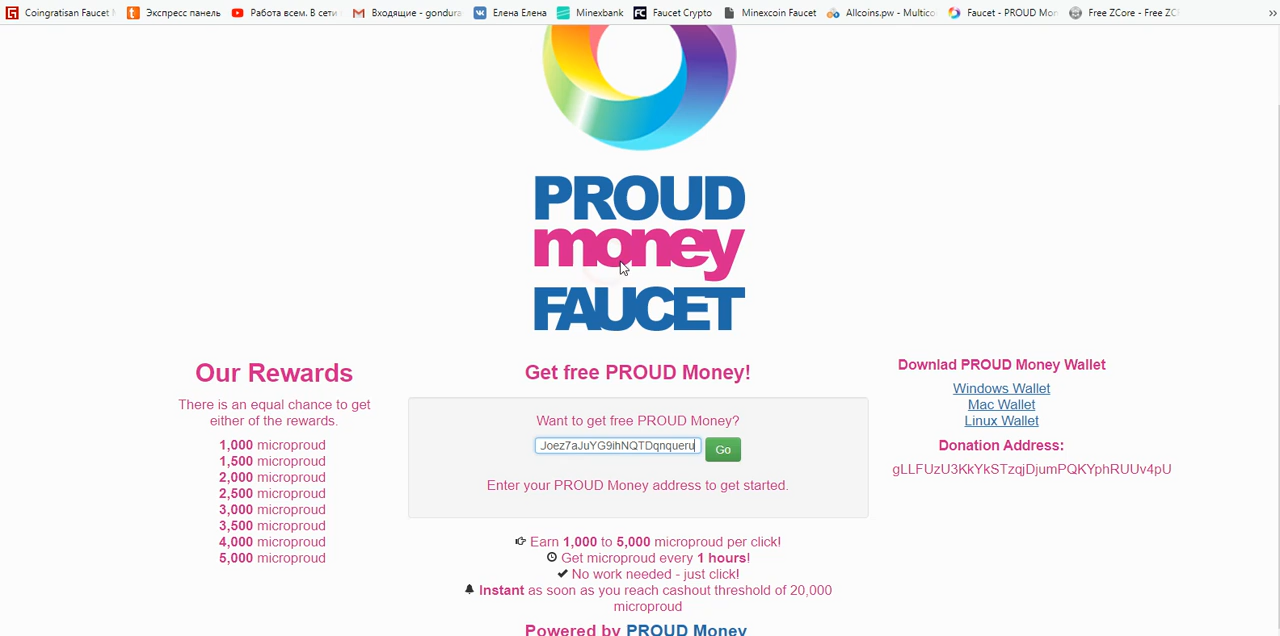 Coingratisan Faucet
Экспресс панель
Работа всем. В сети
Входящие - gondura
Елена Елена
Minexbank
Faucet Crypto
Minexcoin Faucet
Allcoins.pw - Multico
Faucet - PROUD Mon
Free ZCore - Free ZC
PROUD
money
FAUCET
Our Rewards
There is an equal chance to get
either of the rewards.
1,000 microproud
1,500 microproud
2,000 microproud
2,500 microproud
3,000 microproud
3,500 microproud
4,000 microproud
5,000 microproud
Get free PROUD Money!
Want to get free PROUD Money?
Joez7aJuYG9ihNQTDqnqueru
Go
Enter your PROUD Money address to get started.
Earn 1,000 to 5,000 microproud per click!
Get microproud every 1 hours!
No work needed - just click!
Instant as soon as you reach cashout threshold of 20,000
microproud
Powered by PROUD Money
Downlad PROUD Money Wallet
Windows Wallet
Mac Wallet
Linux Wallet
Donation Address:
gLLFUzU3KkYkSTzqjDjumPQKYphRUUv4pU